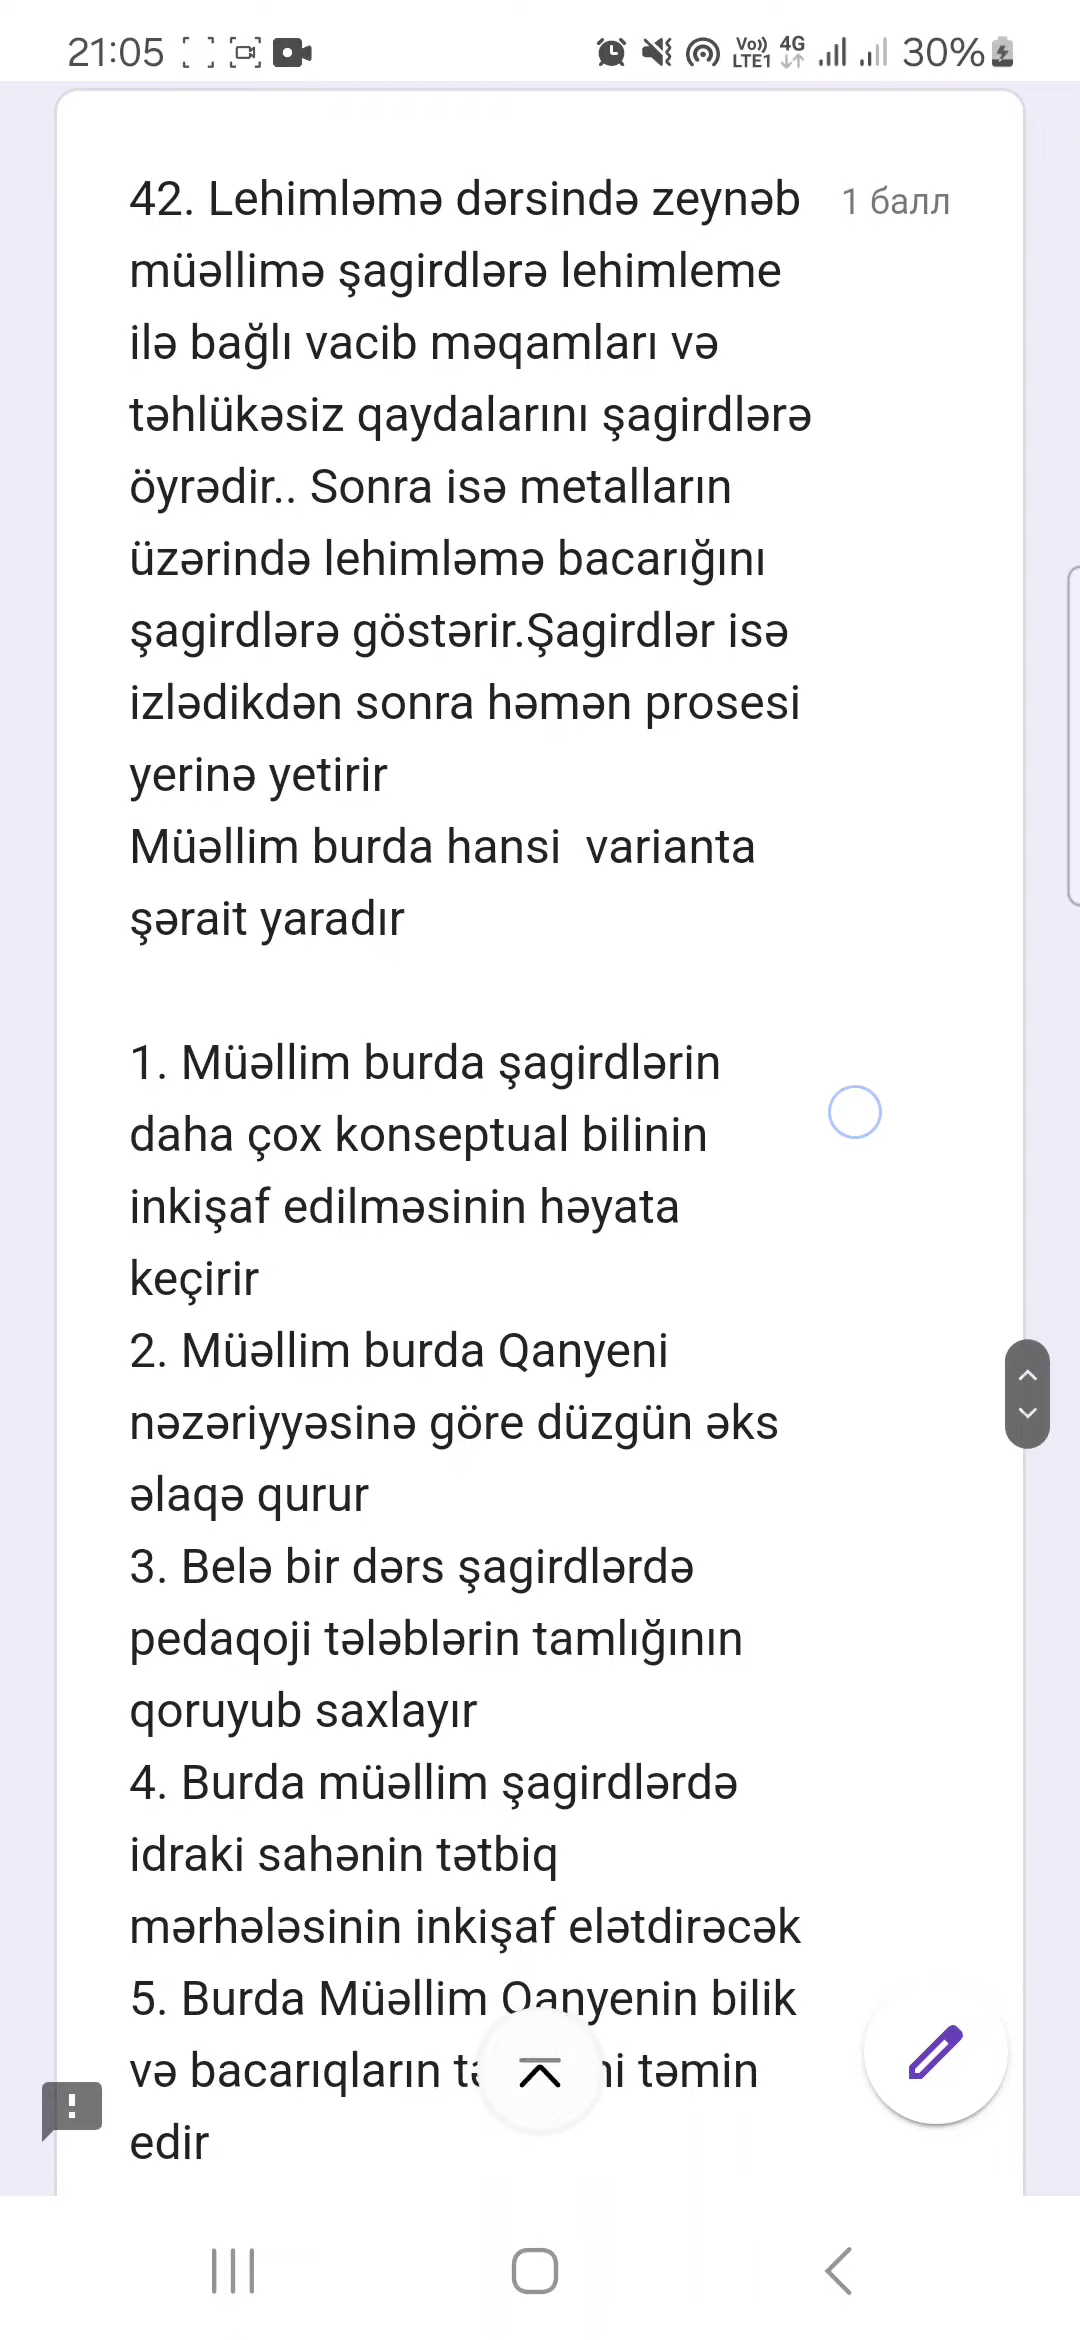 21:05
Vo)) LTE1 4G 30%
42. Lehimləmə dərsində zeynəb 1 балл
müəllimə şagirdlərə lehimleme
ilə bağlı vacib məqamları və
təhlükəsiz qaydalarını şagirdlərə
öyrədir.. Sonra isə metalların
üzərində lehimləmə bacarığını
şagirdlərə göstərir.Şagirdlər isə
izlədikdən sonra həmən prosesi
yerinə yetirir
Müəllim burda hansi  varianta
şərait yaradır
1. Müəllim burda şagirdlərin
daha çox konseptual bilinin
inkişaf edilməsinin həyata
keçirir
2. Müəllim burda Qanyeni
nəzəriyyəsinə göre düzgün əks
əlaqə qurur
3. Belə bir dərs şagirdlərdə
pedaqoji tələblərin tamlığının
qoruyub saxlayır
4. Burda müəllim şagirdlərdə
idraki sahənin tətbiq
mərhələsinin inkişaf elətdirəcək
5. Burda Müəllim Qanyenin bilik
və bacarıqların təmin
edir